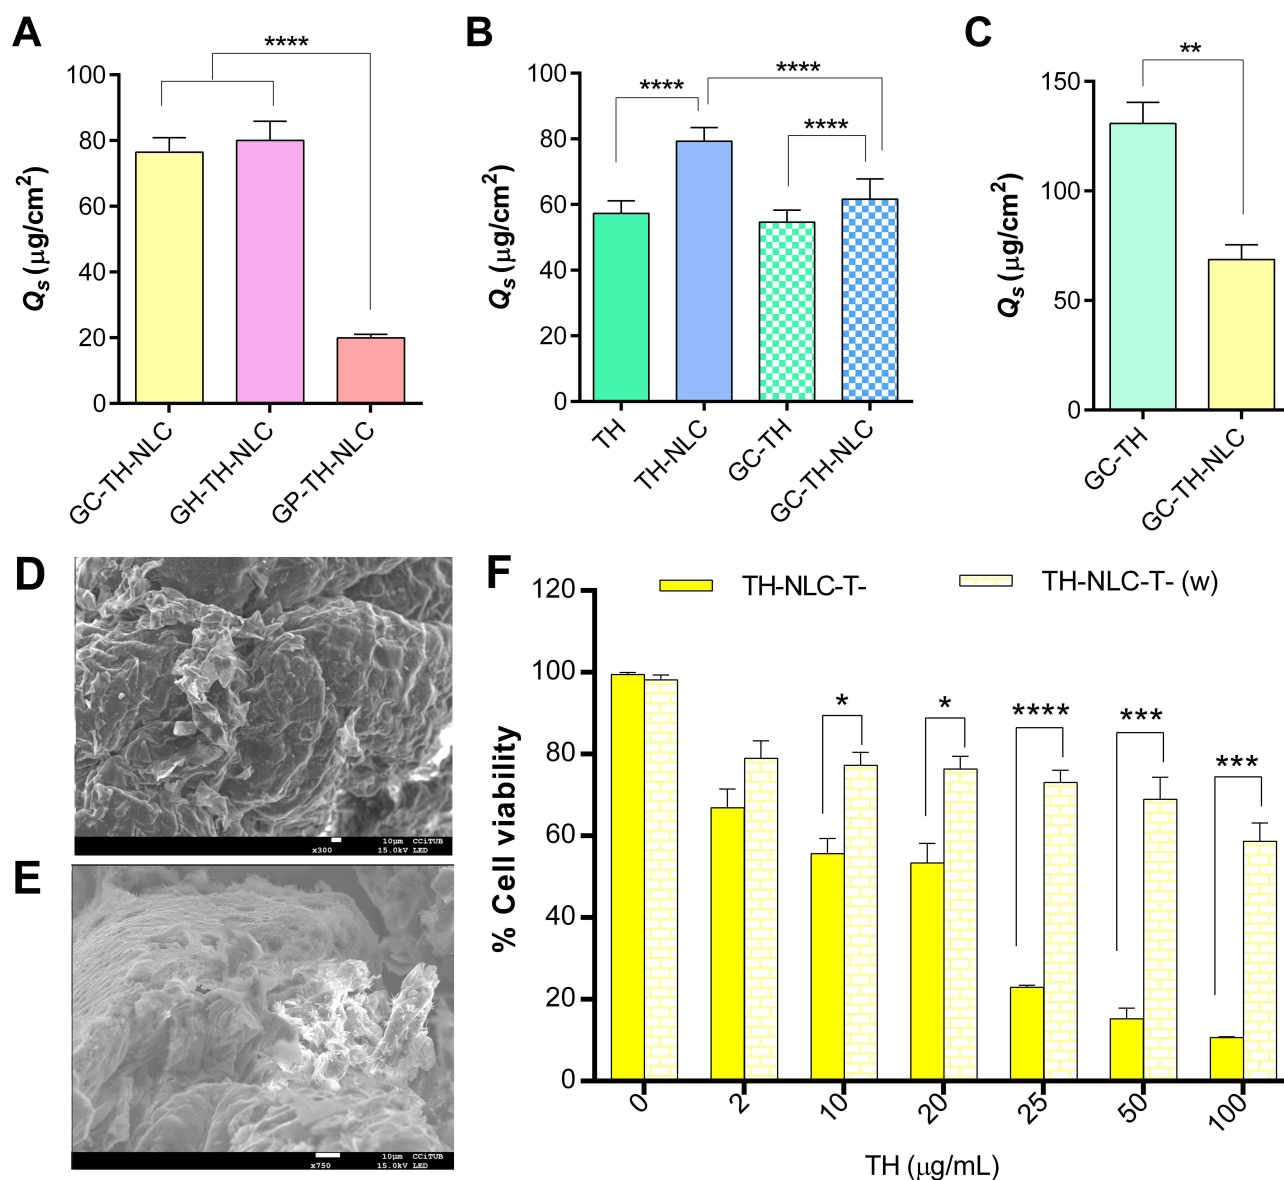 A
****
100
80
60
40
20
0
Qs (μg/cm2)
GC-TH-NLC
GH-TH-NLC
GP-TH-NLC
B
****
****
****
100
80
60
40
20
0
Qs (μg/cm2)
TH
TH-NLC
GC-TH
GC-TH-NLC
C
**
150
100
50
0
Qs (μg/cm2)
GC-TH
GC-TH-NLC
D
x300
10μm CCiTUB
15.0kV LED
E
x750
10μm CCiTUB
15.0kV LED
F
TH-NLC-T-
TH-NLC-T- (w)
120
100
80
60
40
20
0
% Cell viability
*
*
****
***
***
0
2
10
20
25
50
100
TH (μg/mL)